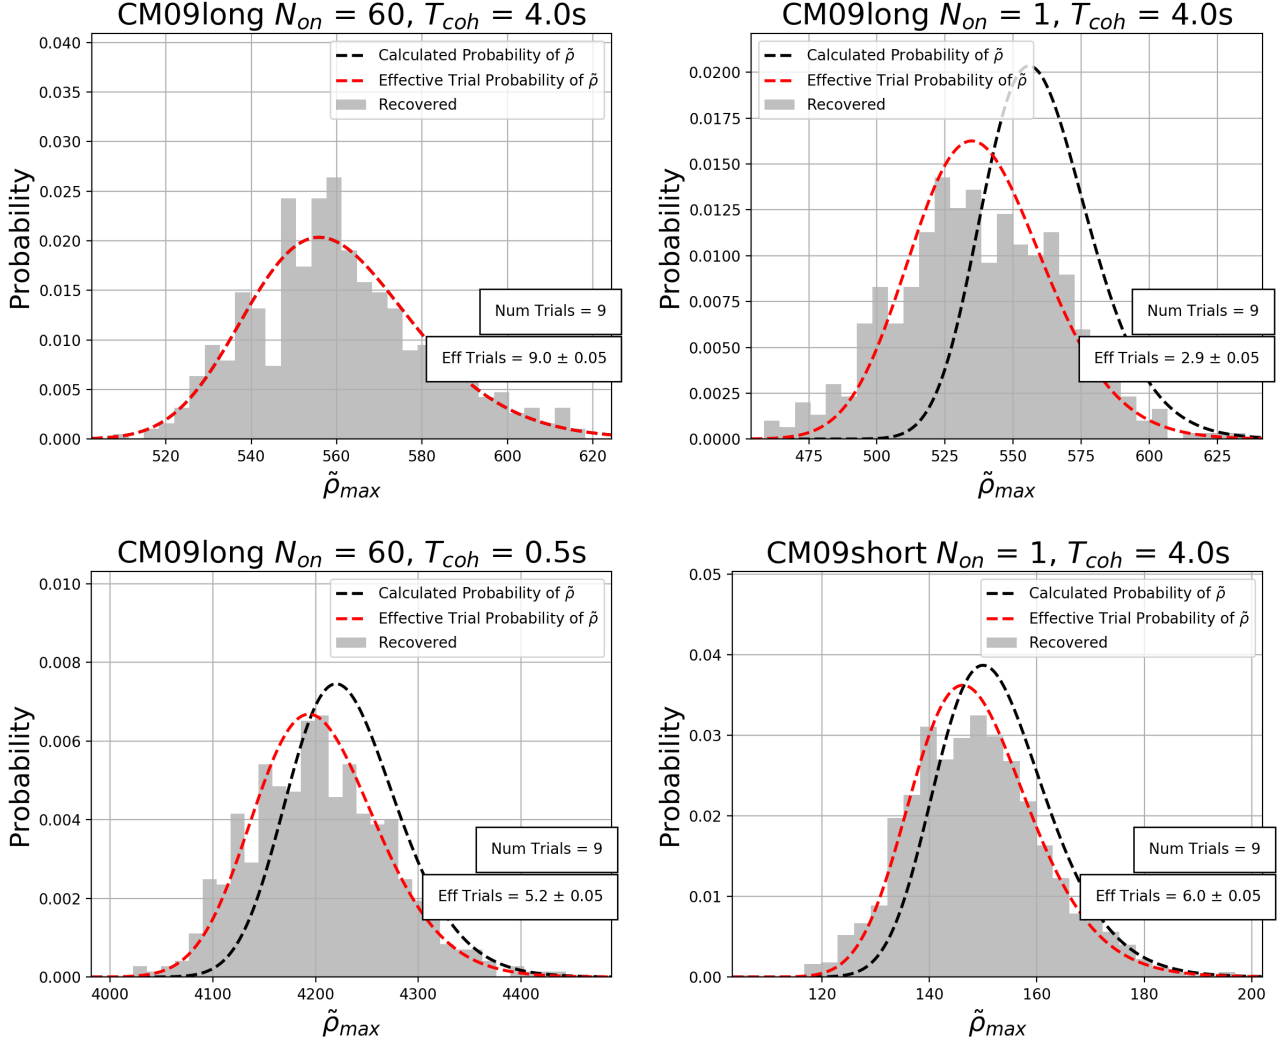 CM09long N_on = 60, T_coh = 4.0s
0.040
0.035
0.030
0.025
0.020
0.015
0.010
0.005
0.000
Probability
Calculated Probability of ρ̃
Effective Trial Probability of ρ̃
Recovered
Num Trials = 9
Eff Trials = 9.0 ± 0.05
520 540 560 580 600 620
ρ̃_max
CM09long N_on = 1, T_coh = 4.0s
0.0200
0.0175
0.0150
0.0125
0.0100
0.0075
0.0050
0.0025
0.0000
Probability
Calculated Probability of ρ̃
Effective Trial Probability of ρ̃
Recovered
Num Trials = 9
Eff Trials = 2.9 ± 0.05
475 500 525 550 575 600 625
ρ̃_max
CM09long N_on = 60, T_coh = 0.5s
0.010
0.008
0.006
0.004
0.002
0.000
Probability
Calculated Probability of ρ̃
Effective Trial Probability of ρ̃
Recovered
Num Trials = 9
Eff Trials = 5.2 ± 0.05
4000 4100 4200 4300 4400
ρ̃_max
CM09short N_on = 1, T_coh = 4.0s
0.05
0.04
0.03
0.02
0.01
0.00
Probability
Calculated Probability of ρ̃
Effective Trial Probability of ρ̃
Recovered
Num Trials = 9
Eff Trials = 6.0 ± 0.05
120 140 160 180 200
ρ̃_max